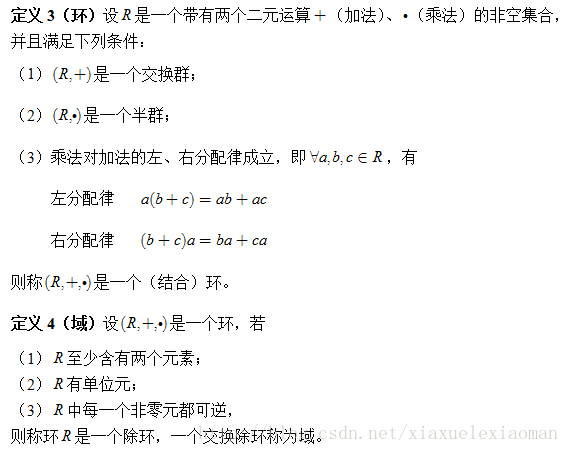 定义 3（环）设 R 是一个带有两个二元运算 +（加法）、•（乘法）的非空集合，
并且满足下列条件：
（1）(R,+)是一个交换群；
（2）(R,•)是一个半群；
（3）乘法对加法的左、右分配律成立，即 ∀a,b,c ∈ R，有
左分配律 a(b + c) = ab + ac
右分配律 (b + c)a = ba + ca
则称(R,+,•)是一个（结合）环。
定义 4（域）设(R,+,•)是一个环，若
（1）R 至少含有两个元素；
（2）R 有单位元；
（3）R 中每一个非零元都可逆，
则称环 R 是一个除环，一个交换除环称为域。
csdn.net/xiaxuelexiaoman